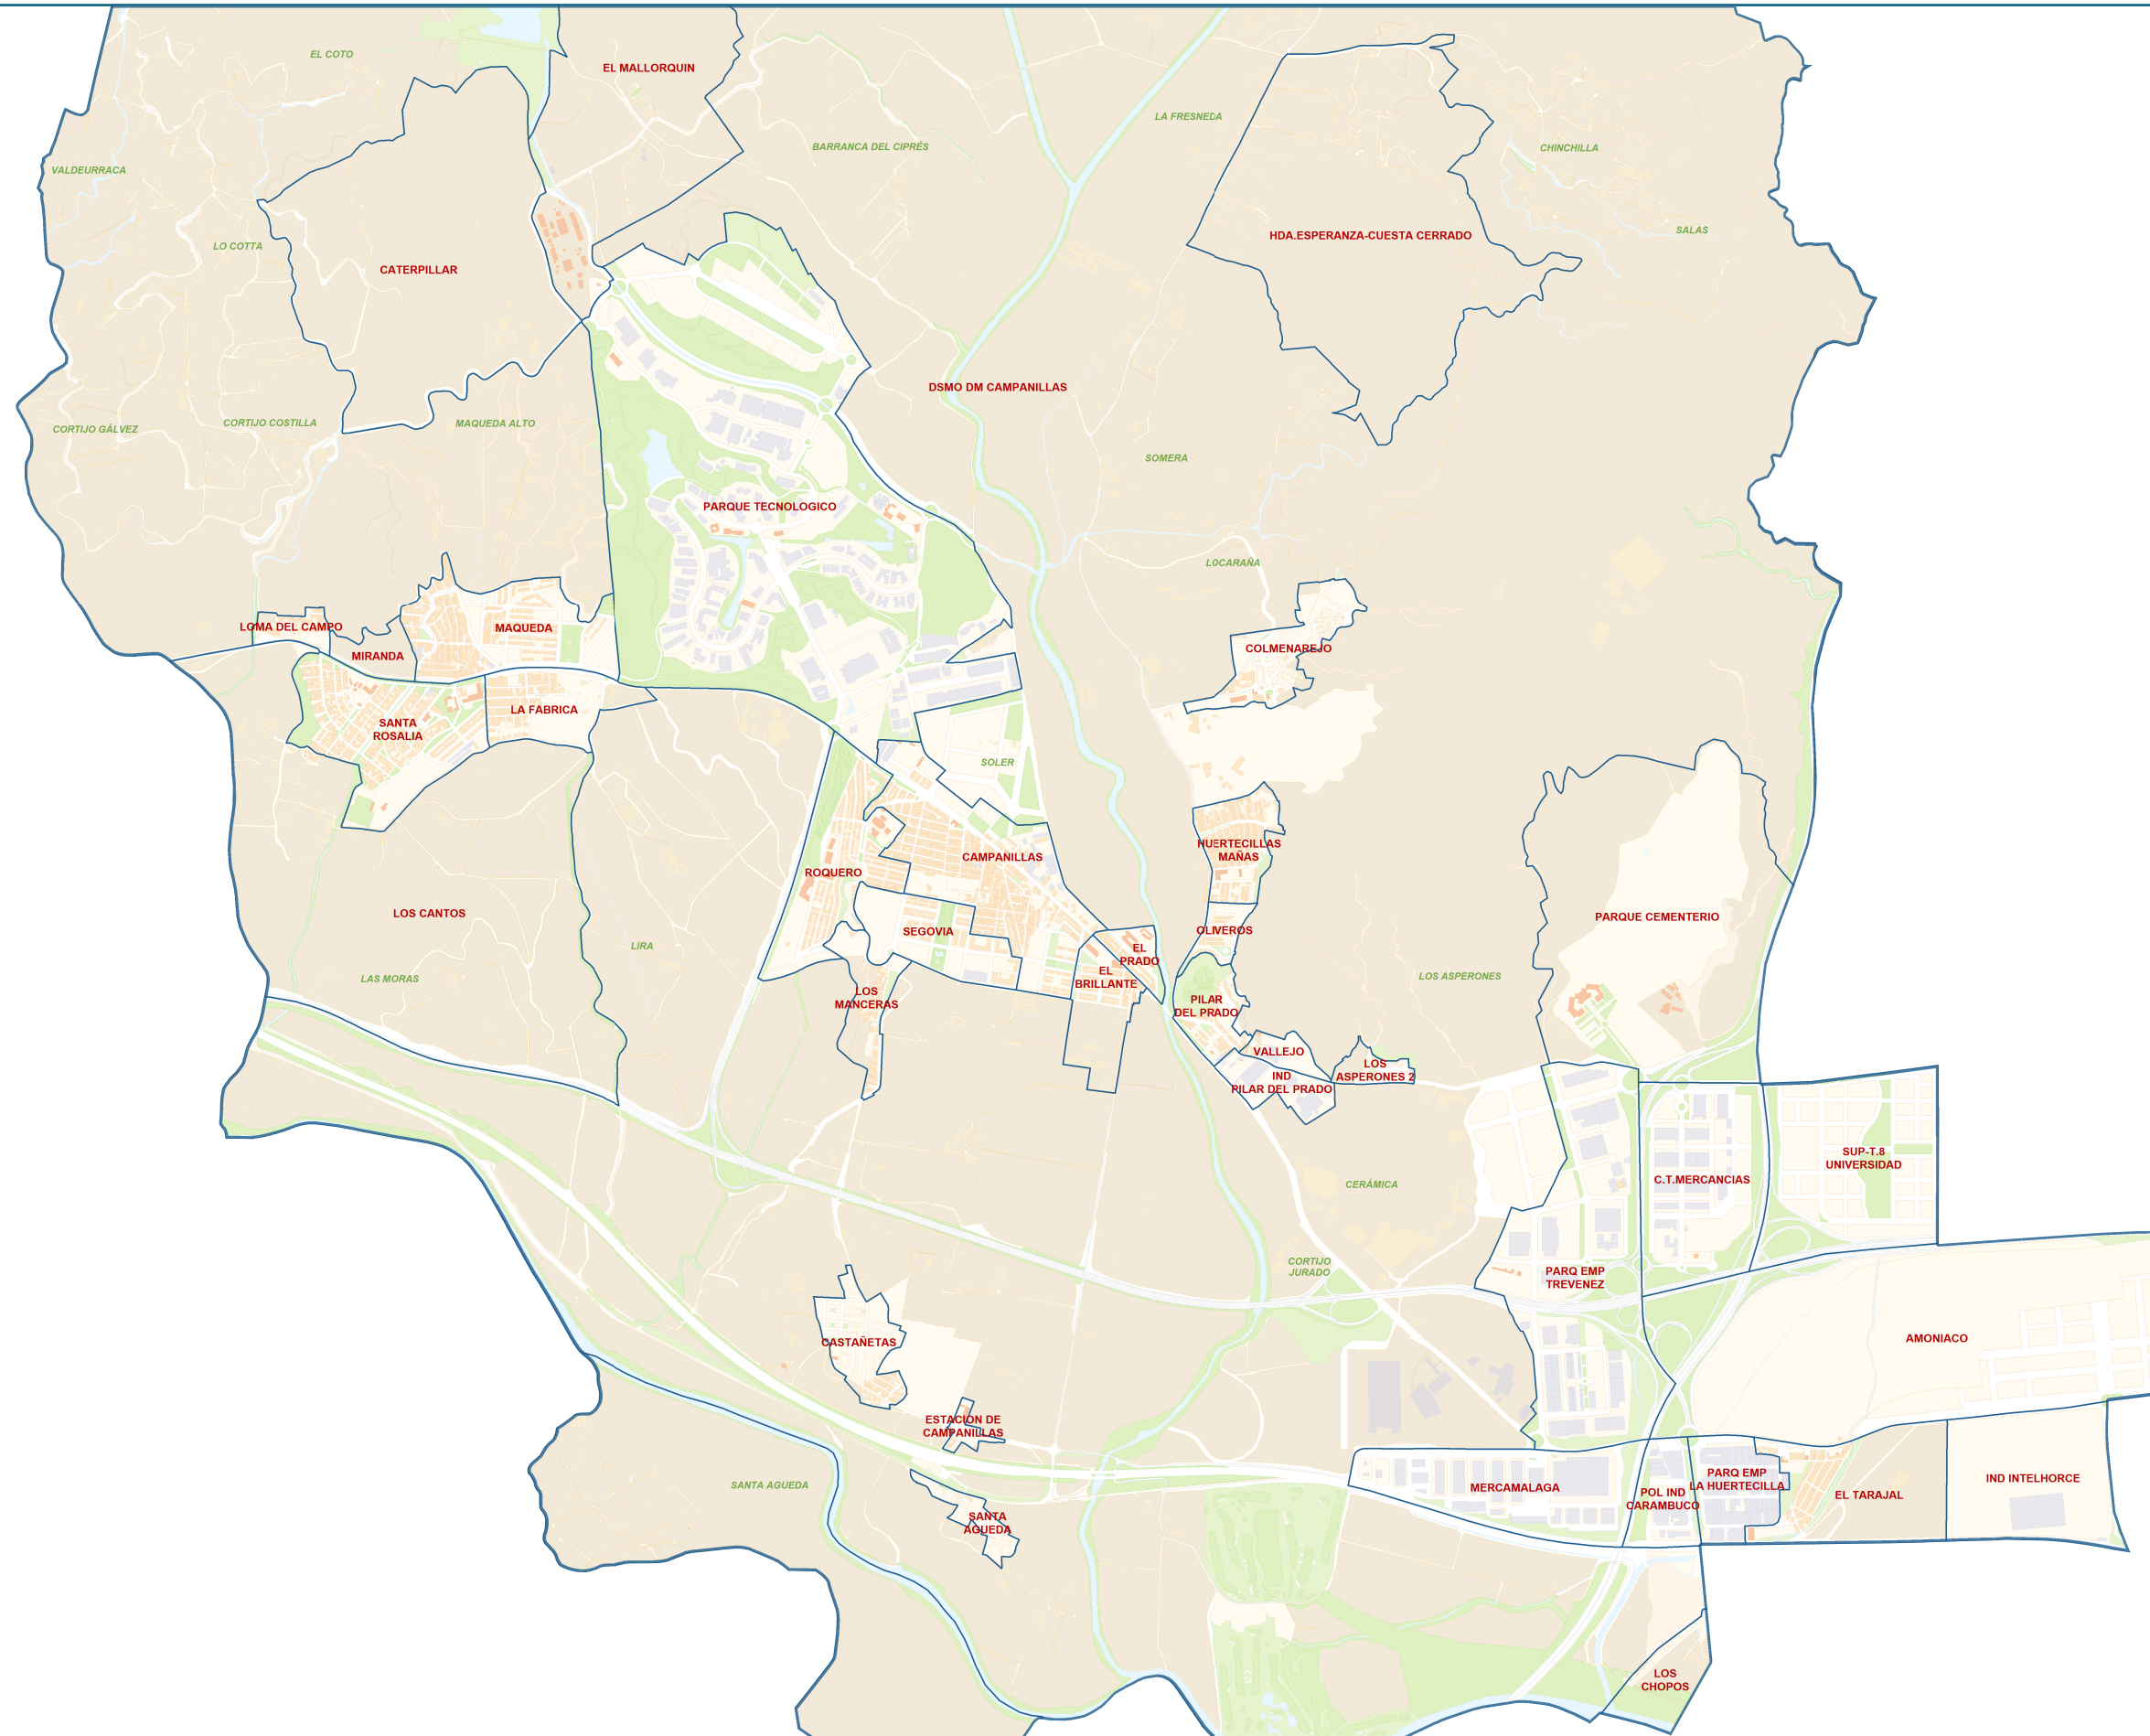 EL COTO
EL MALLORQUIN
LA FRESNEDA
BARRANCA DEL CIPRÉS
CHINCHILLA
VALDEURRACA
SALAS
HDA.ESPERANZA-CUESTA CERRADO
LO COTTA
CATERPILLAR
DSMO DM CAMPANILLAS
CORTIJO GÁLVEZ
CORTIJO COSTILLA
MAQUEDA ALTO
SOMERA
PARQUE TECNOLOGICO
LOCARAÑA
LOMA DEL CAMPO
MAQUEDA
COLMENAREJO
MIRANDA
LA FABRICA
SANTA
ROSALIA
SOLER
HUERTECILLAS
MAÑAS
CAMPANILLAS
ROQUERO
LOS CANTOS
PARQUE CEMENTERIO
SEGOVIA
OLIVEROS
LIRA
EL
PRADO
EL
BRILLANTE
LAS MORAS
LOS ASPERONES
LOS
MANCERAS
PILAR
DEL PRADO
VALLEJO
LOS
ASPERONES 2
IND
PILAR DEL PRADO
SUP-T.8
UNIVERSIDAD
C.T.MERCANCIAS
CERÁMICA
CORTIJO
JURADO
PARQ EMP
TREVENEZ
AMONIACO
CASTAÑETAS
ESTACION DE
CAMPANILLAS
SANTA AGUEDA
MERCAMALAGA
PARQ EMP
LA HUERTECILLA
POL IND
CARAMBUCO
EL TARAJAL
IND INTELHORCE
SANTA
AGUEDA
LOS
CHOPOS